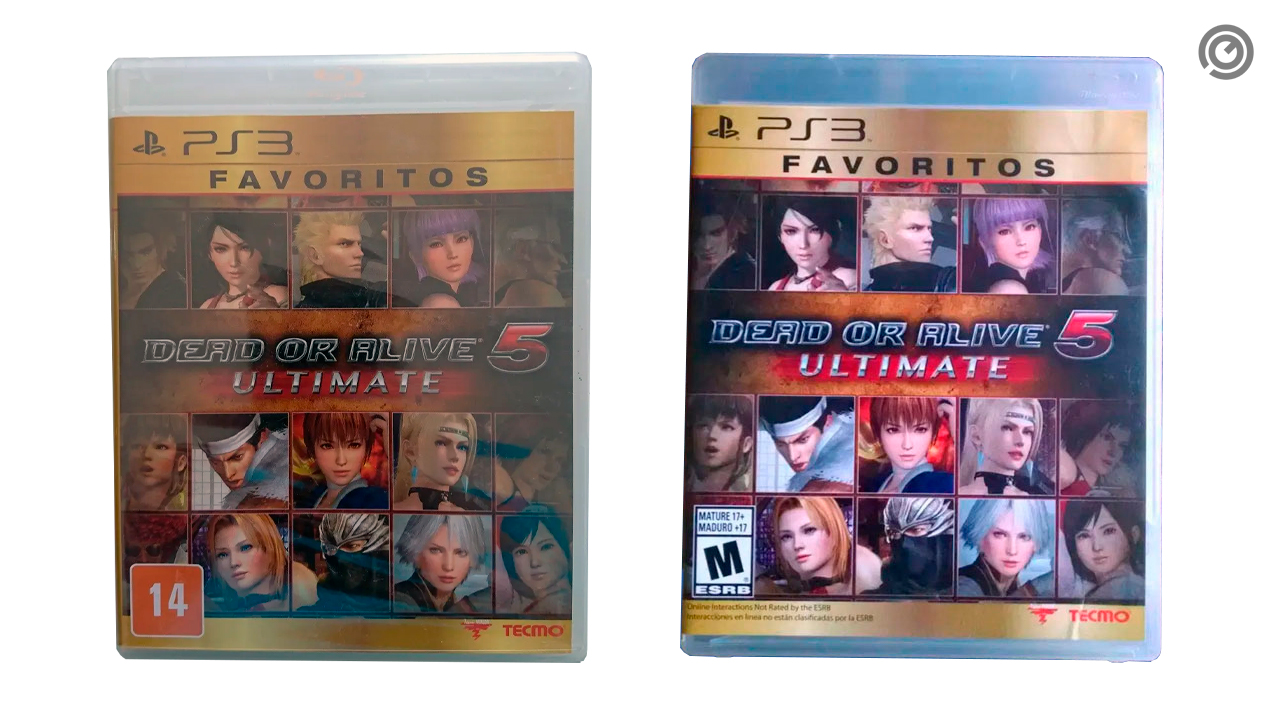 PS3
FAVORITOS
DEAD OR ALIVE 5
ULTIMATE
14
TECMO
PS3
FAVORITOS
DEAD OR ALIVE 5
ULTIMATE
MATURE 17+
MADURO +17
M
ESRB
Online Interactions Not Rated by the ESRB
Interacciones en línea no están clasificadas por la ESRB
TECMO